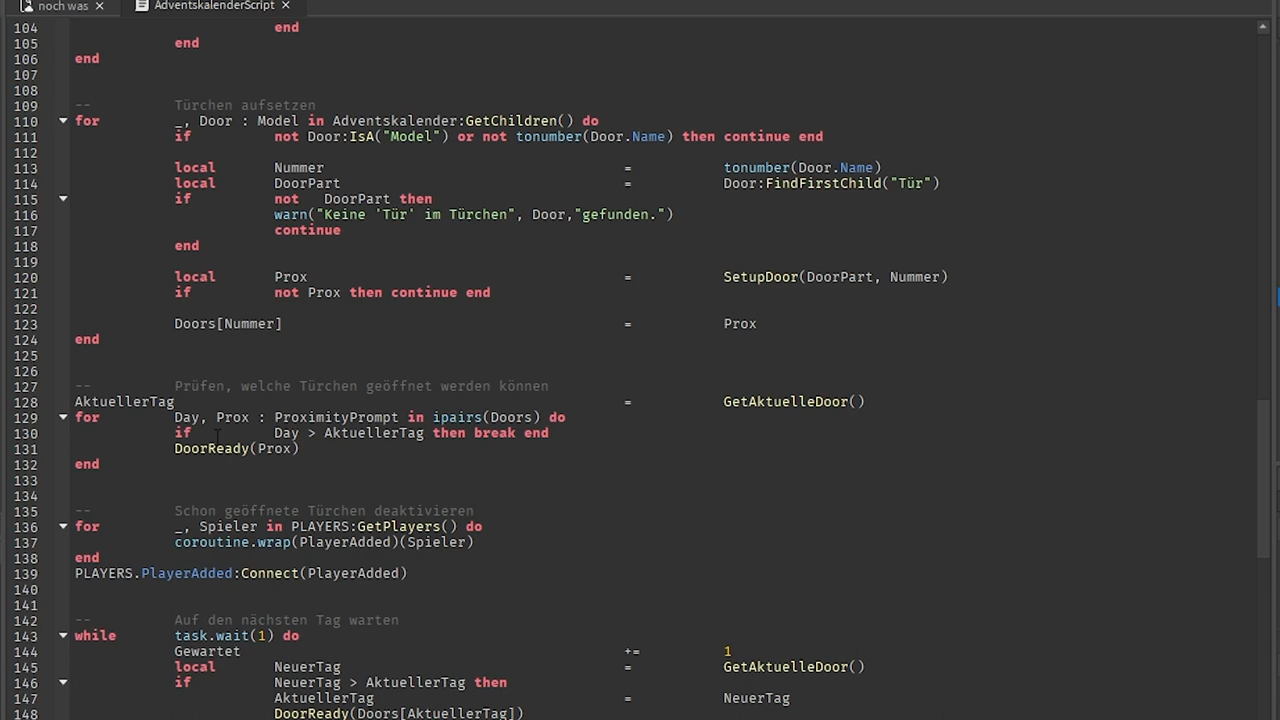 noch was
AdventskalenderScript
104 end
105 end
106 end
107
108
109 -- Türchen aufsetzen
110 for _, Door : Model in Adventskalender:GetChildren() do
111 if not Door:IsA("Model") or not tonumber(Door.Name) then continue end
112
113 local Nummer = tonumber(Door.Name)
114 local DoorPart = Door:FindFirstChild("Tür")
115 if not DoorPart then
116 warn("Keine 'Tür' im Türchen", Door,"gefunden.")
117 continue
118 end
119
120 local Prox = SetupDoor(DoorPart, Nummer)
121 if not Prox then continue end
122
123 Doors[Nummer] = Prox
124 end
125
126
127 -- Prüfen, welche Türchen geöffnet werden können
128 AktuellerTag = GetAktuelleDoor()
129 for Day, Prox : ProximityPrompt in ipairs(Doors) do
130 if Day > AktuellerTag then break end
131 DoorReady(Prox)
132 end
133
134
135 -- Schon geöffnete Türchen deaktivieren
136 for _, Spieler in PLAYERS:GetPlayers() do
137 coroutine.wrap(PlayerAdded)(Spieler)
138 end
139 PLAYERS.PlayerAdded:Connect(PlayerAdded)
140
141
142 -- Auf den nächsten Tag warten
143 while task.wait(1) do
144 Gewartet += 1
145 local NeuerTag = GetAktuelleDoor()
146 if NeuerTag > AktuellerTag then
147 AktuellerTag = NeuerTag
148 DoorReady(Doors[AktuellerTag])